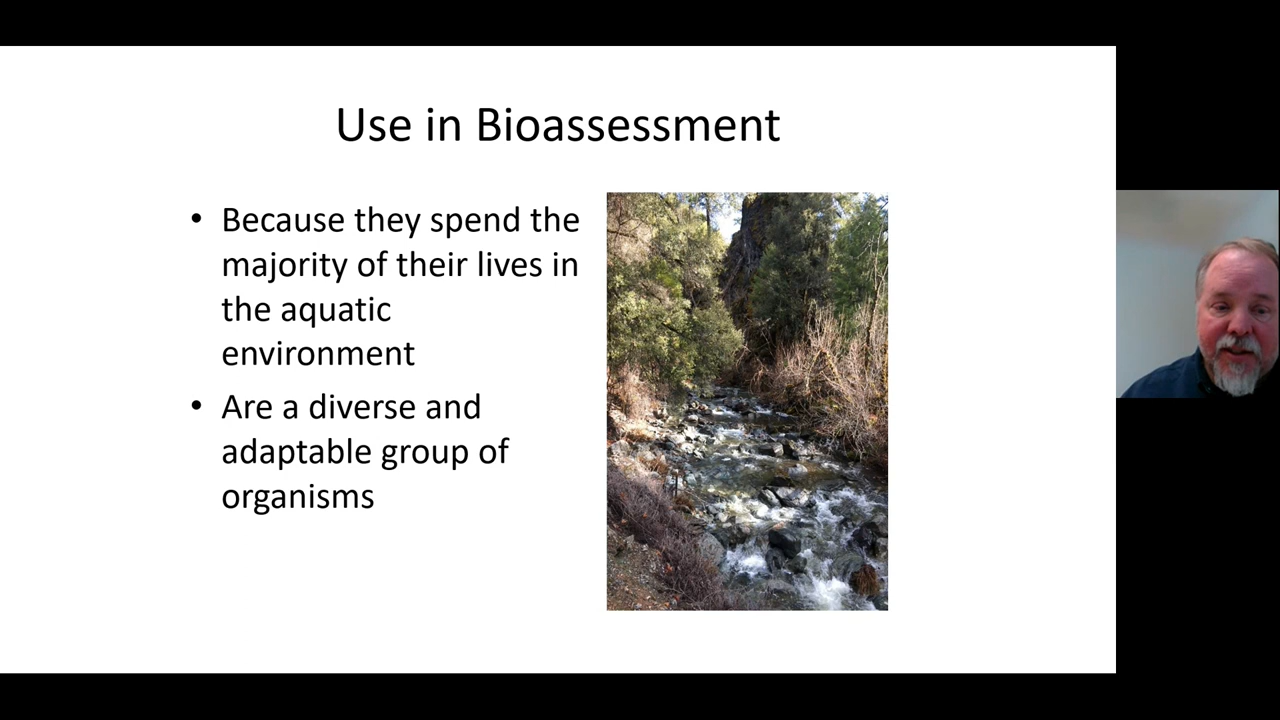 Use in Bioassessment
• Because they spend the
majority of their lives in
the aquatic
environment
• Are a diverse and
adaptable group of
organisms